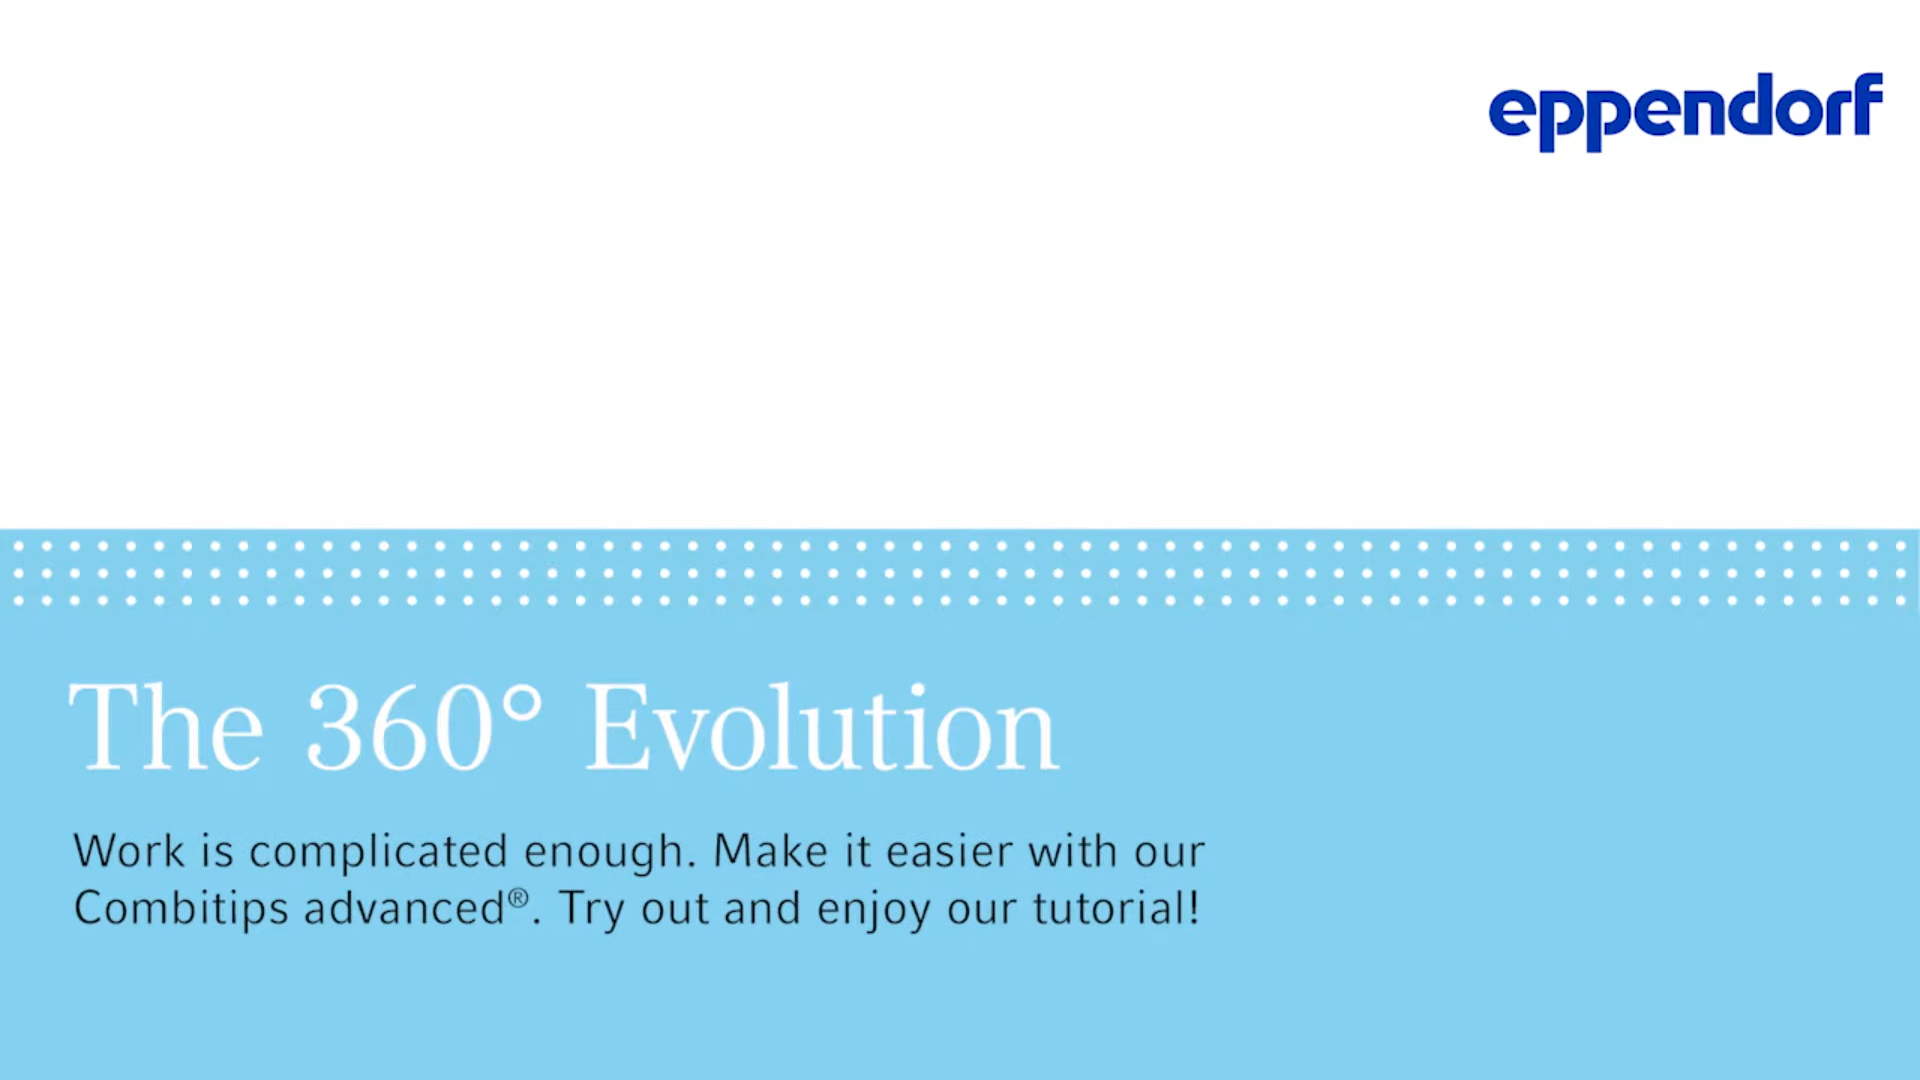 eppendorf
The 360° Evolution
Work is complicated enough. Make it easier with our
Combitips advanced®. Try out and enjoy our tutorial!